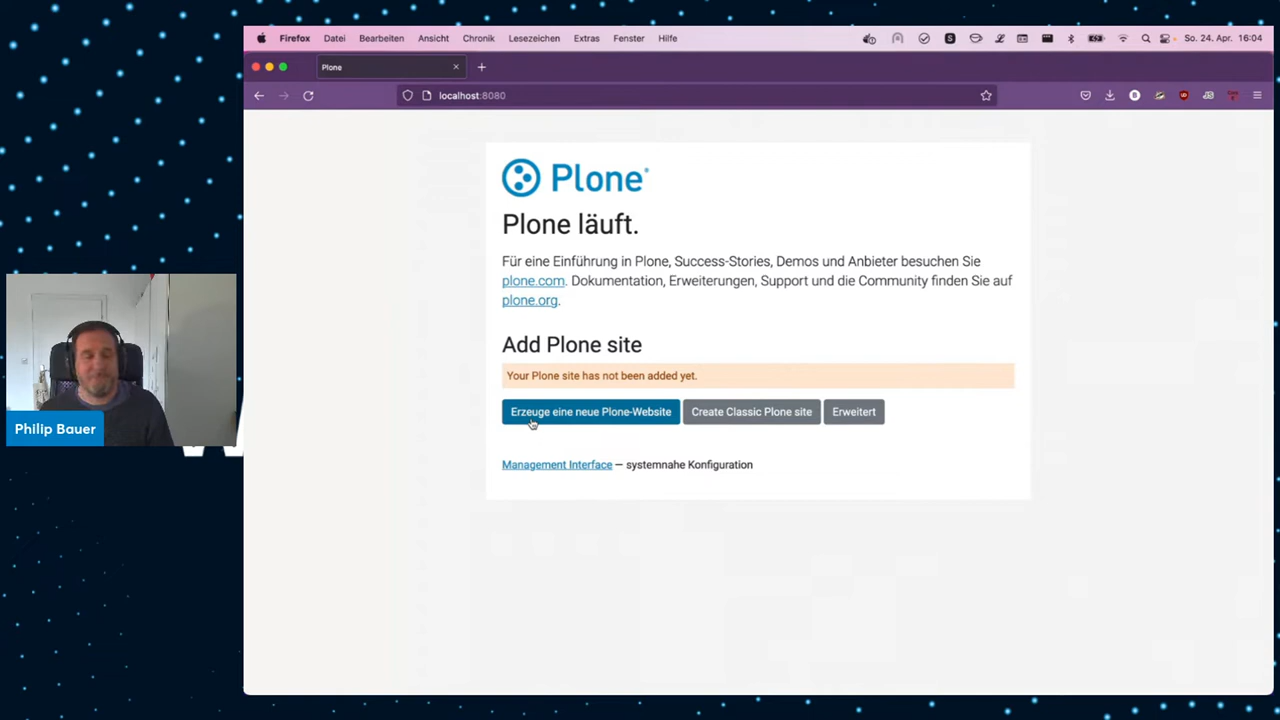 Firefox Datei Bearbeiten Ansicht Chronik Lesezeichen Extras Fenster Hilfe So. 24. Apr. 16:04
Plone
localhost:8080
Plone
Plone läuft.
Für eine Einführung in Plone, Success-Stories, Demos und Anbieter besuchen Sie
plone.com. Dokumentation, Erweiterungen, Support und die Community finden Sie auf
plone.org.
Add Plone site
Your Plone site has not been added yet.
Erzeuge eine neue Plone-Website Create Classic Plone site Erweitert
Management Interface — systemnahe Konfiguration
Philip Bauer